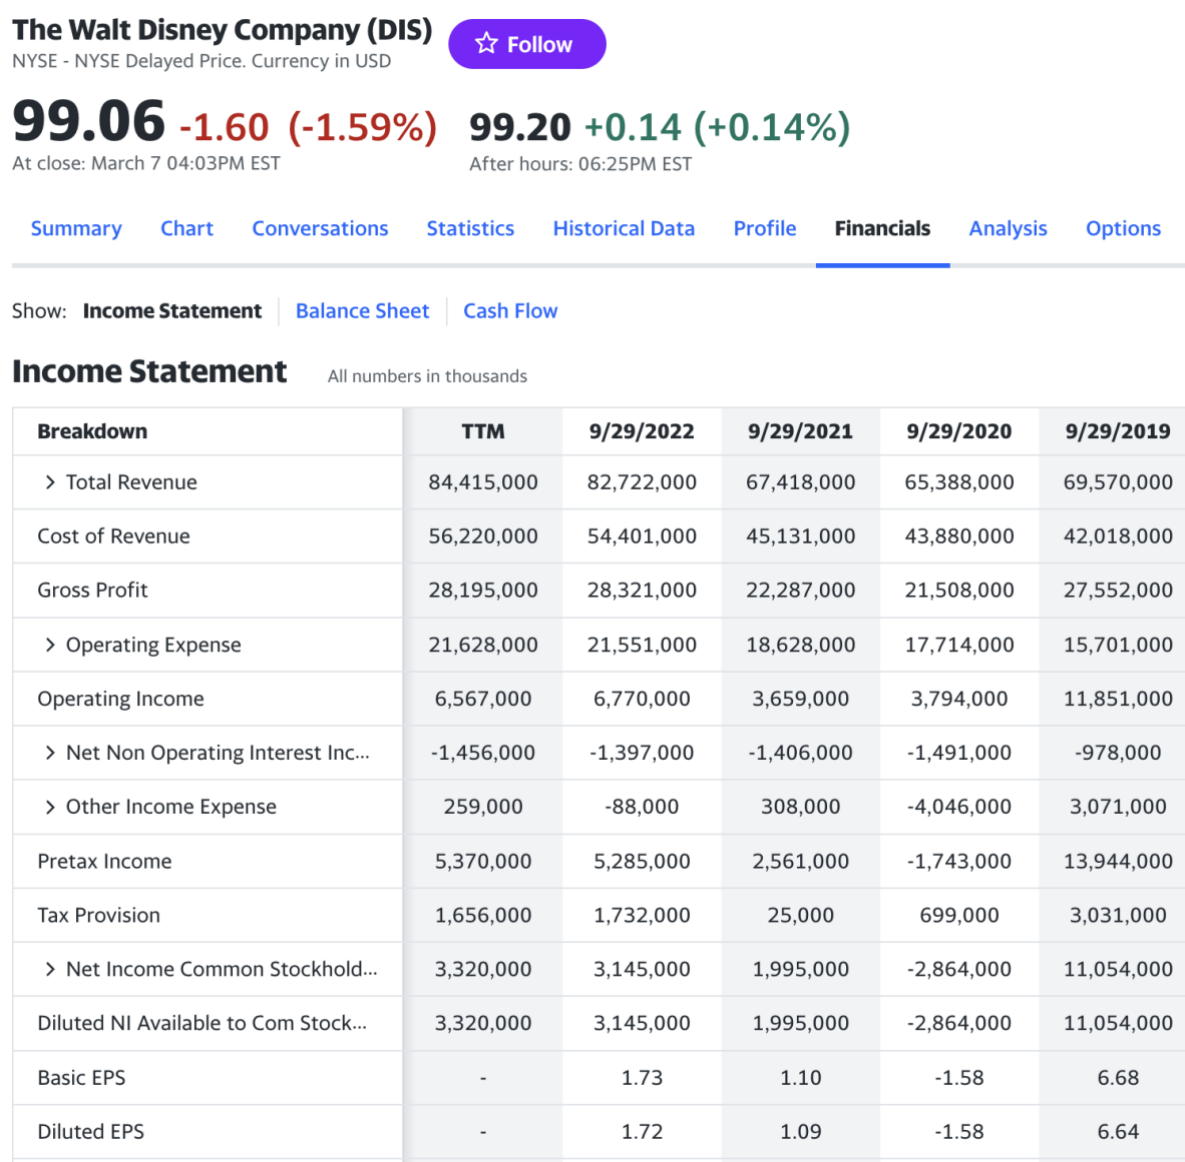 The Walt Disney Company (DIS)
Follow
NYSE - NYSE Delayed Price. Currency in USD
99.06 -1.60 (-1.59%) 99.20 +0.14 (+0.14%)
At close: March 7 04:03PM EST After hours: 06:25PM EST
Summary Chart Conversations Statistics Historical Data Profile Financials Analysis Options
Show: Income Statement Balance Sheet Cash Flow
Income Statement All numbers in thousands
Breakdown TTM 9/29/2022 9/29/2021 9/29/2020 9/29/2019
Total Revenue 84,415,000 82,722,000 67,418,000 65,388,000 69,570,000
Cost of Revenue 56,220,000 54,401,000 45,131,000 43,880,000 42,018,000
Gross Profit 28,195,000 28,321,000 22,287,000 21,508,000 27,552,000
Operating Expense 21,628,000 21,551,000 18,628,000 17,714,000 15,701,000
Operating Income 6,567,000 6,770,000 3,659,000 3,794,000 11,851,000
Net Non Operating Interest Inc... -1,456,000 -1,397,000 -1,406,000 -1,491,000 -978,000
Other Income Expense 259,000 -88,000 308,000 -4,046,000 3,071,000
Pretax Income 5,370,000 5,285,000 2,561,000 -1,743,000 13,944,000
Tax Provision 1,656,000 1,732,000 25,000 699,000 3,031,000
Net Income Common Stockhold... 3,320,000 3,145,000 1,995,000 -2,864,000 11,054,000
Diluted NI Available to Com Stock... 3,320,000 3,145,000 1,995,000 -2,864,000 11,054,000
Basic EPS - 1.73 1.10 -1.58 6.68
Diluted EPS - 1.72 1.09 -1.58 6.64